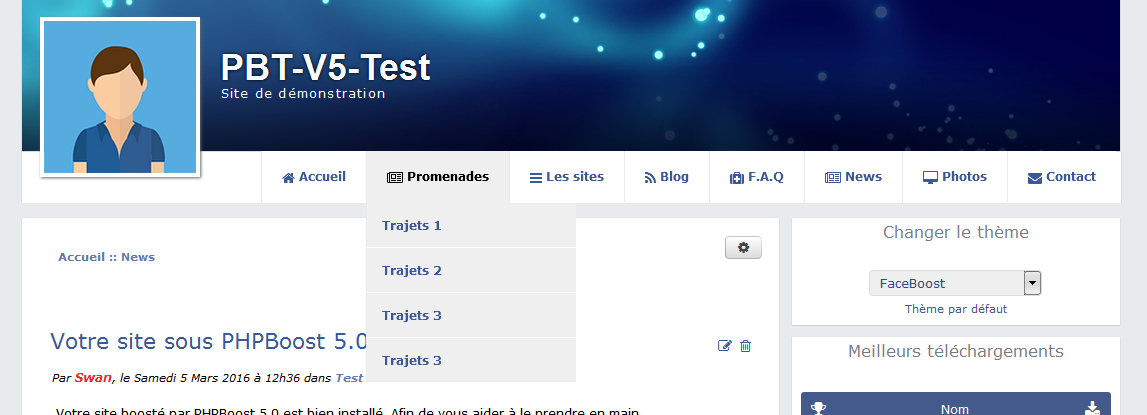 PBT-V5-Test
Site de démonstration
Accueil Promenades Les sites Blog F.A.Q News Photos Contact
Trajets 1
Trajets 2
Trajets 3
Trajets 3
Accueil :: News
Votre site sous PHPBoost 5.0
Par Swan, le Samedi 5 Mars 2016 à 12h36 dans Test
Votre site boosté par PHPBoost 5.0 est bien installé. Afin de vous aider à le prendre en main,
Changer le thème
FaceBoost
Thème par défaut
Meilleurs téléchargements
Nom